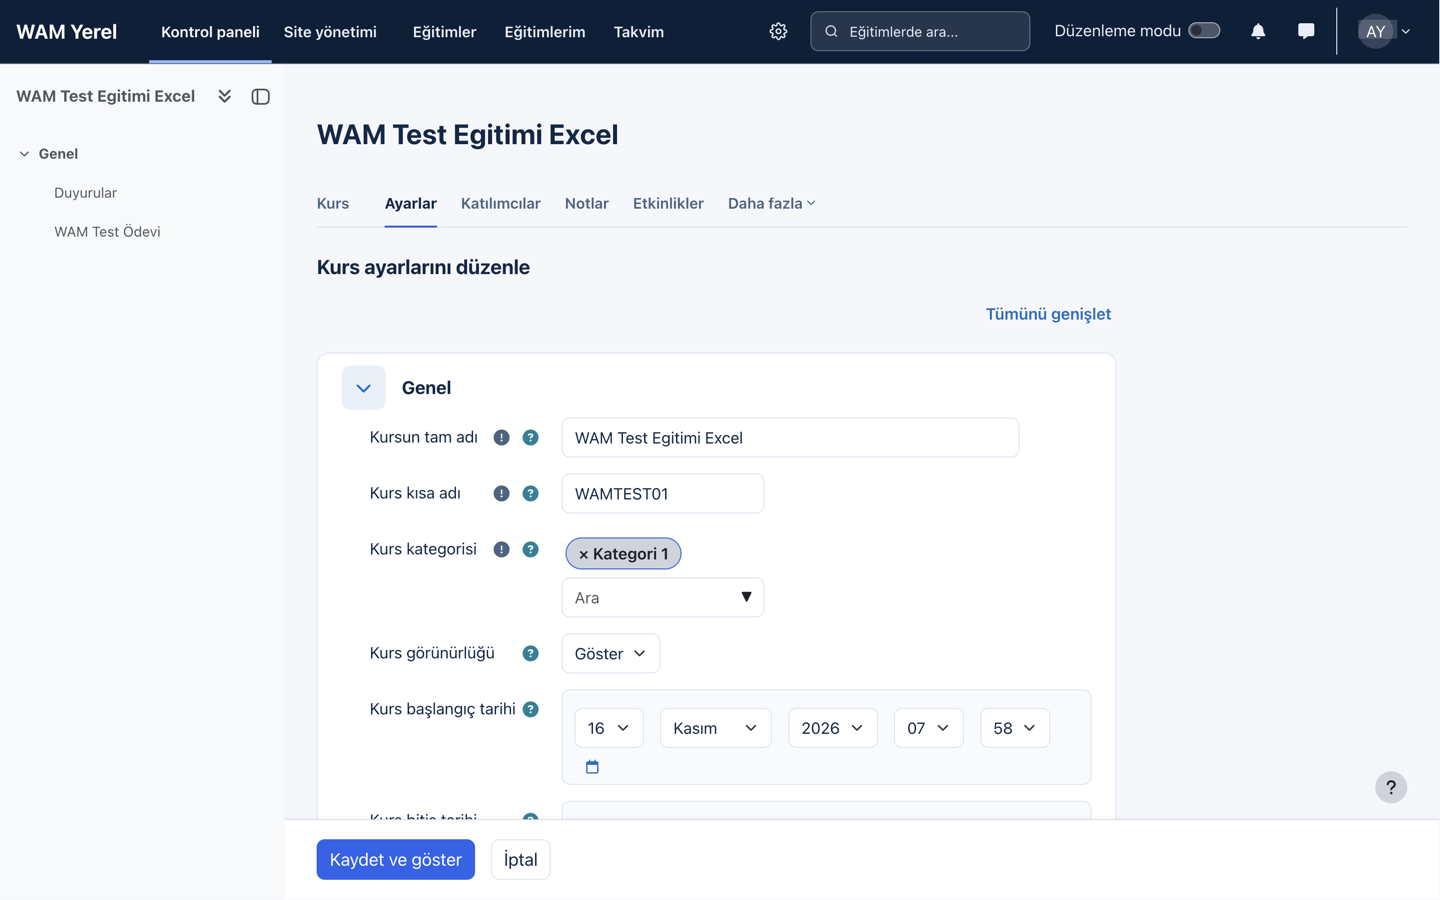 WAM Yerel
Kontrol paneli
Site yönetimi
Eğitimler
Eğitimlerim
Takvim
Eğitimlerde ara...
Düzenleme modu
AY
WAM Test Egitimi Excel
Genel
Duyurular
WAM Test Ödevi
WAM Test Egitimi Excel
Kurs
Ayarlar
Katılımcılar
Notlar
Etkinlikler
Daha fazla
Kurs ayarlarını düzenle
Tümünü genişlet
Genel
Kursun tam adı ! ? WAM Test Egitimi Excel
Kurs kısa adı ! ? WAMTEST01
Kurs kategorisi ! ? × Kategori 1
Ara ▼
Kurs görünürlüğü ? Göster
Kurs başlangıç tarihi ? 16 Kasım 2026 07 58
Kurs bitiş tarihi ?
?
Kaydet ve göster
İptal